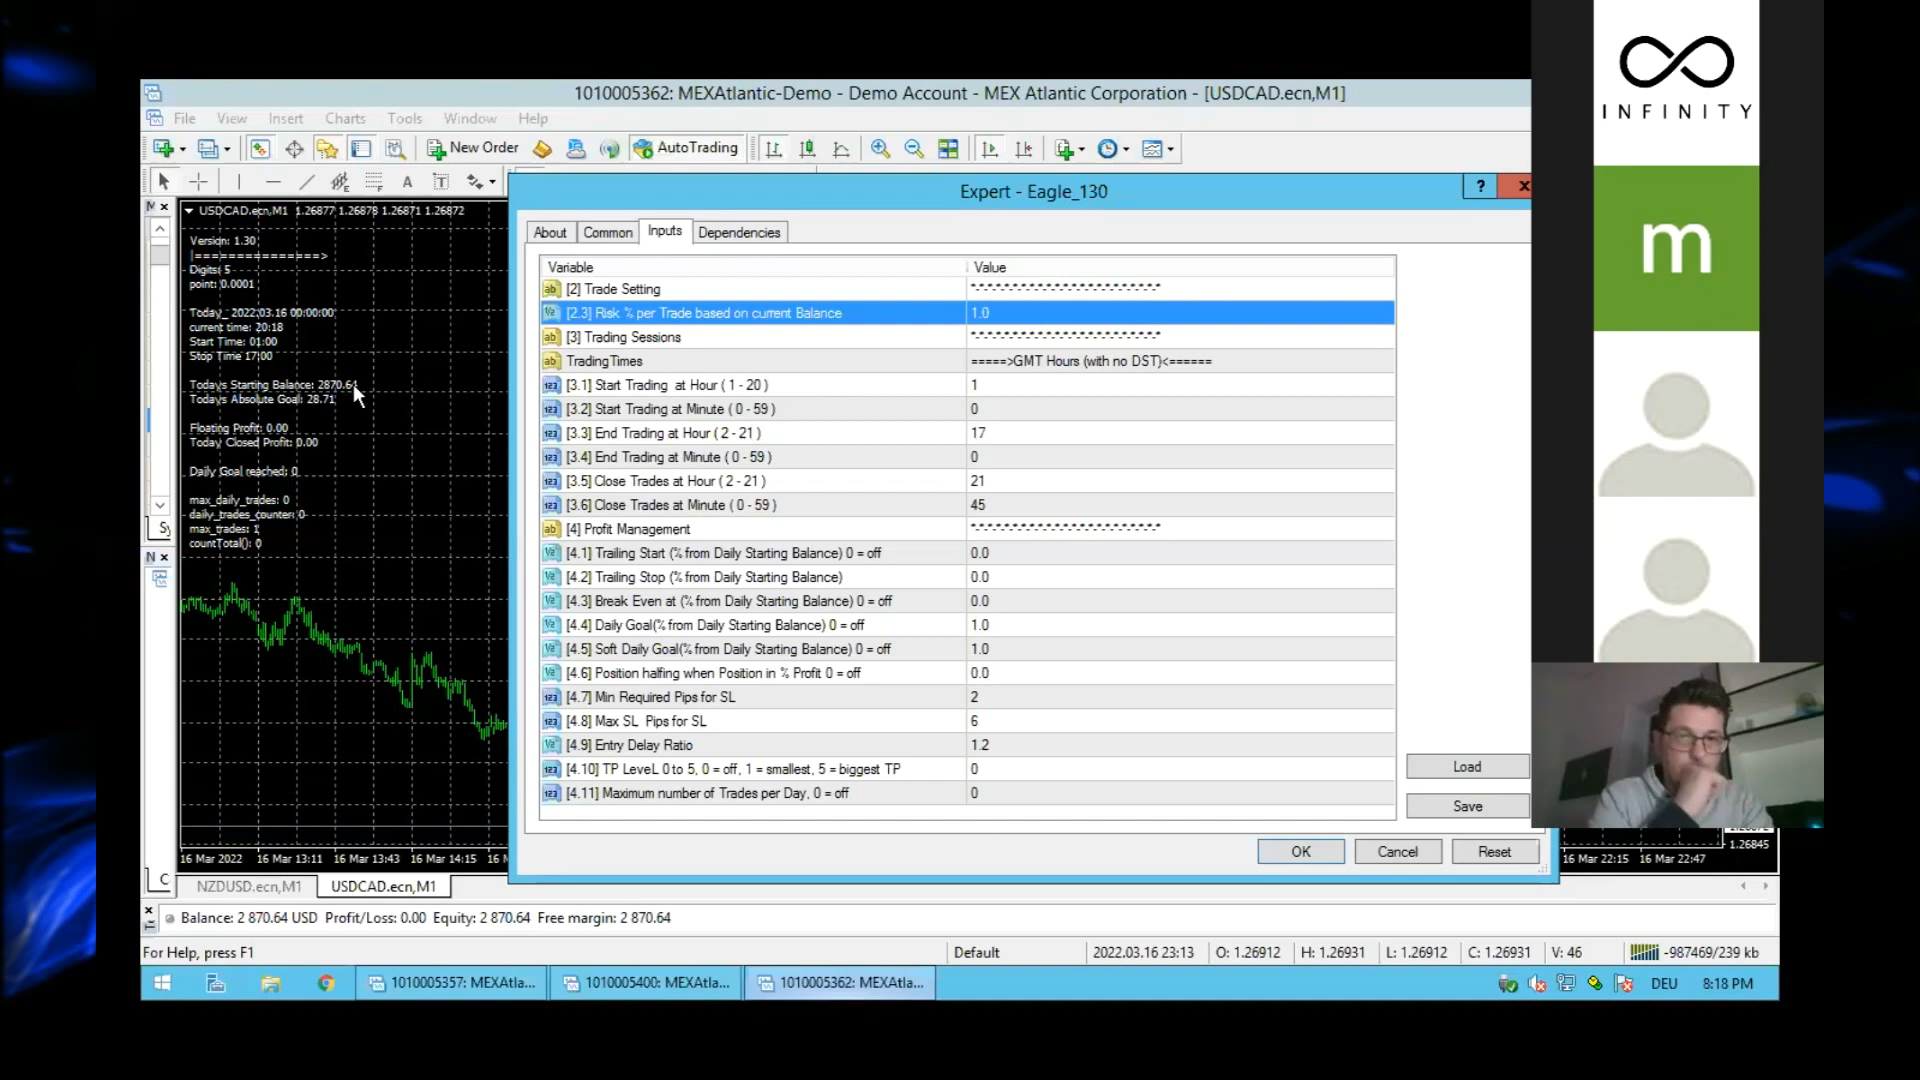 INFINITY
m
1010005362: MEXAtlantic-Demo - Demo Account - MEX Atlantic Corporation - [USDCAD.ecn,M1]
File View Insert Charts Tools Window Help
New Order AutoTrading
A T
M
USDCAD.ecn,M1 1.26877 1.26878 1.26871 1.26872
Version: 1.30
|===============>
Digits: 5
point: 0.0001
Today_ 2022.03.16 00:00:00
current time: 20:18
Start Time: 01:00
Stop Time 17:00
Todays Starting Balance: 2870.64
Todays Absolute Goal: 28.71
Floating Profit: 0.00
Today Closed Profit: 0.00
Daily Goal reached: 0
max_daily_trades: 0
daily_trades_counter: 0
max_trades: 1
countTotal(): 0
Sy
N
C
Expert - Eagle_130
? x
About Common Inputs Dependencies
Variable Value
[2] Trade Setting
[2.3] Risk % per Trade based on current Balance 1.0
[3] Trading Sessions
TradingTimes =====>GMT Hours (with no DST)<======
[3.1] Start Trading at Hour ( 1 - 20 ) 1
[3.2] Start Trading at Minute ( 0 - 59 ) 0
[3.3] End Trading at Hour ( 2 - 21 ) 17
[3.4] End Trading at Minute ( 0 - 59 ) 0
[3.5] Close Trades at Hour ( 2 - 21 ) 21
[3.6] Close Trades at Minute ( 0 - 59 ) 45
[4] Profit Management
[4.1] Trailing Start (% from Daily Starting Balance) 0 = off 0.0
[4.2] Trailing Stop (% from Daily Starting Balance) 0.0
[4.3] Break Even at (% from Daily Starting Balance) 0 = off 0.0
[4.4] Daily Goal(% from Daily Starting Balance) 0 = off 1.0
[4.5] Soft Daily Goal(% from Daily Starting Balance) 0 = off 1.0
[4.6] Position halfing when Position in % Profit 0 = off 0.0
[4.7] Min Required Pips for SL 2
[4.8] Max SL Pips for SL 6
[4.9] Entry Delay Ratio 1.2
[4.10] TP LeveL 0 to 5, 0 = off, 1 = smallest, 5 = biggest TP 0
[4.11] Maximum number of Trades per Day, 0 = off 0
Load
Save
OK Cancel Reset
1.26845
16 Mar 2022 16 Mar 13:11 16 Mar 13:43 16 Mar 14:15 16 M
16 Mar 22:15 16 Mar 22:47
NZDUSD.ecn,M1 USDCAD.ecn,M1
Balance: 2 870.64 USD Profit/Loss: 0.00 Equity: 2 870.64 Free margin: 2 870.64
For Help, press F1 Default 2022.03.16 23:13 O: 1.26912 H: 1.26931 L: 1.26912 C: 1.26931 V: 46 -987469/239 kb
1010005357: MEXAtla... 1010005400: MEXAtla... 1010005362: MEXAtla... DEU 8:18 PM